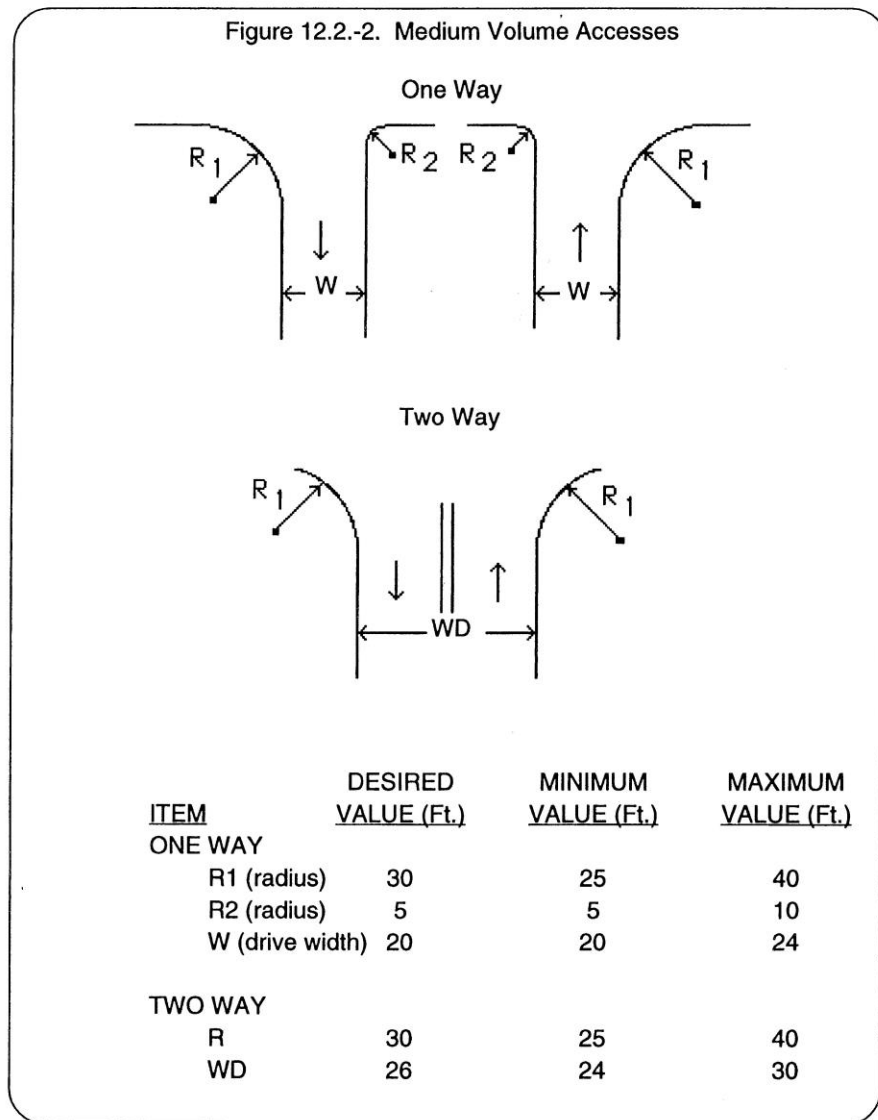 Figure 12.2.-2. Medium Volume Accesses
One Way
R1 R2 R2 R1
W W
Two Way
R1 R1
WD
DESIRED MINIMUM MAXIMUM
ITEM VALUE (Ft.) VALUE (Ft.) VALUE (Ft.)
ONE WAY
R1 (radius) 30 25 40
R2 (radius) 5 5 10
W (drive width) 20 20 24
TWO WAY
R 30 25 40
WD 26 24 30